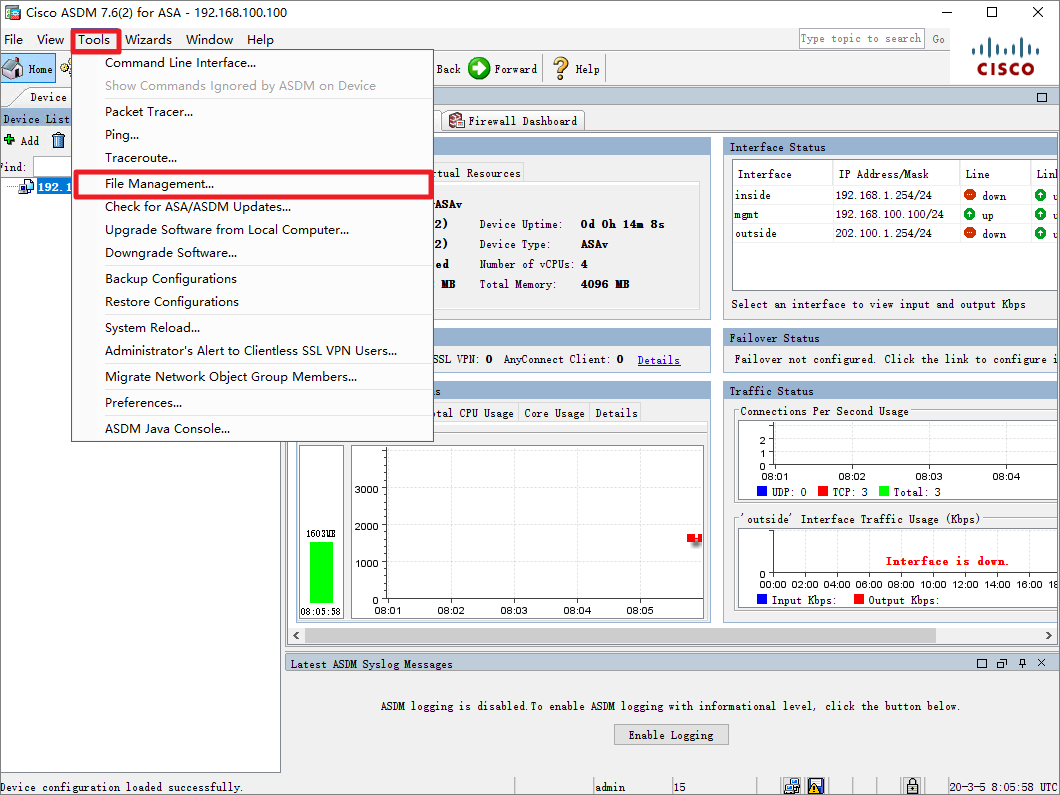 Cisco ASDM 7.6(2) for ASA - 192.168.100.100
File View Tools Wizards Window Help
Type topic to search Go
CISCO
Home
Back Forward Help
Command Line Interface...
Show Commands Ignored by ASDM on Device
Packet Tracer...
Ping...
Traceroute...
File Management...
Check for ASA/ASDM Updates...
Upgrade Software from Local Computer...
Downgrade Software...
Backup Configurations
Restore Configurations
System Reload...
Administrator's Alert to Clientless SSL VPN Users...
Migrate Network Object Group Members...
Preferences...
ASDM Java Console...
Device
Device List
Add
Find:
192.1
Firewall Dashboard
rtual Resources
ASAv
2) Device Uptime: 0d 0h 14m 8s
2) Device Type: ASAv
ed Number of vCPUs: 4
MB Total Memory: 4096 MB
SSL VPN: 0 AnyConnect Client: 0 Details
s
otal CPU Usage Core Usage Details
1603MB
08:05:58
3000
2000
1000
0
08:01 08:02 08:03 08:04 08:05
Interface Status
Interface IP Address/Mask Line Link
inside 192.168.1.254/24 down u
mgmt 192.168.100.100/24 up u
outside 202.100.1.254/24 down u
Select an interface to view input and output Kbps
Failover Status
Failover not configured. Click the link to configure i
Traffic Status
Connections Per Second Usage
2
1
0
08:01 08:02 08:03 08:04
UDP: 0 TCP: 3 Total: 3
'outside' Interface Traffic Usage (Kbps)
Interface is down.
0
00:00 02:00 04:00 06:00 08:00 10:00 12:00 14:00 16:00 18
Input Kbps: Output Kbps:
Latest ASDM Syslog Messages
ASDM logging is disabled.To enable ASDM logging with informational level, click the button below.
Enable Logging
Device configuration loaded successfully. admin 15 20-3-5 8:05:58 UTC